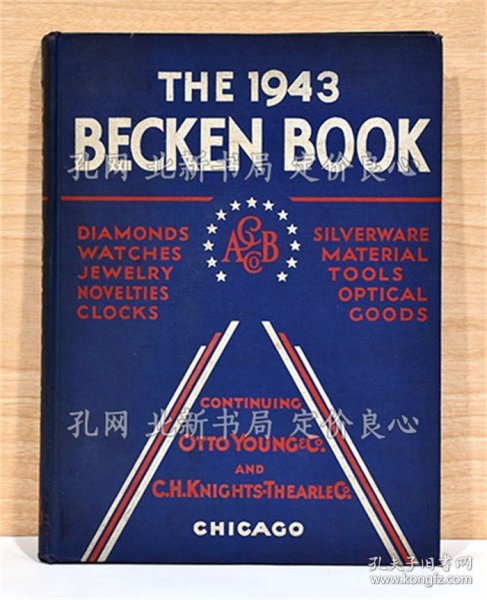 THE 1943
BECKEN BOOK
孔网 北新书局 定价良心
DIAMONDS
WATCHES
JEWELRY
NOVELTIES
CLOCKS
A.C.B
Co
SILVERWARE
MATERIAL
TOOLS
OPTICAL
GOODS
CONTINUING
孔网 北新书局 定价良心
OTTO YOUNG & CO.
AND
C.H.KNIGHTS-THEARLE CO.
CHICAGO
孔夫子旧书网
www.kongfz.com